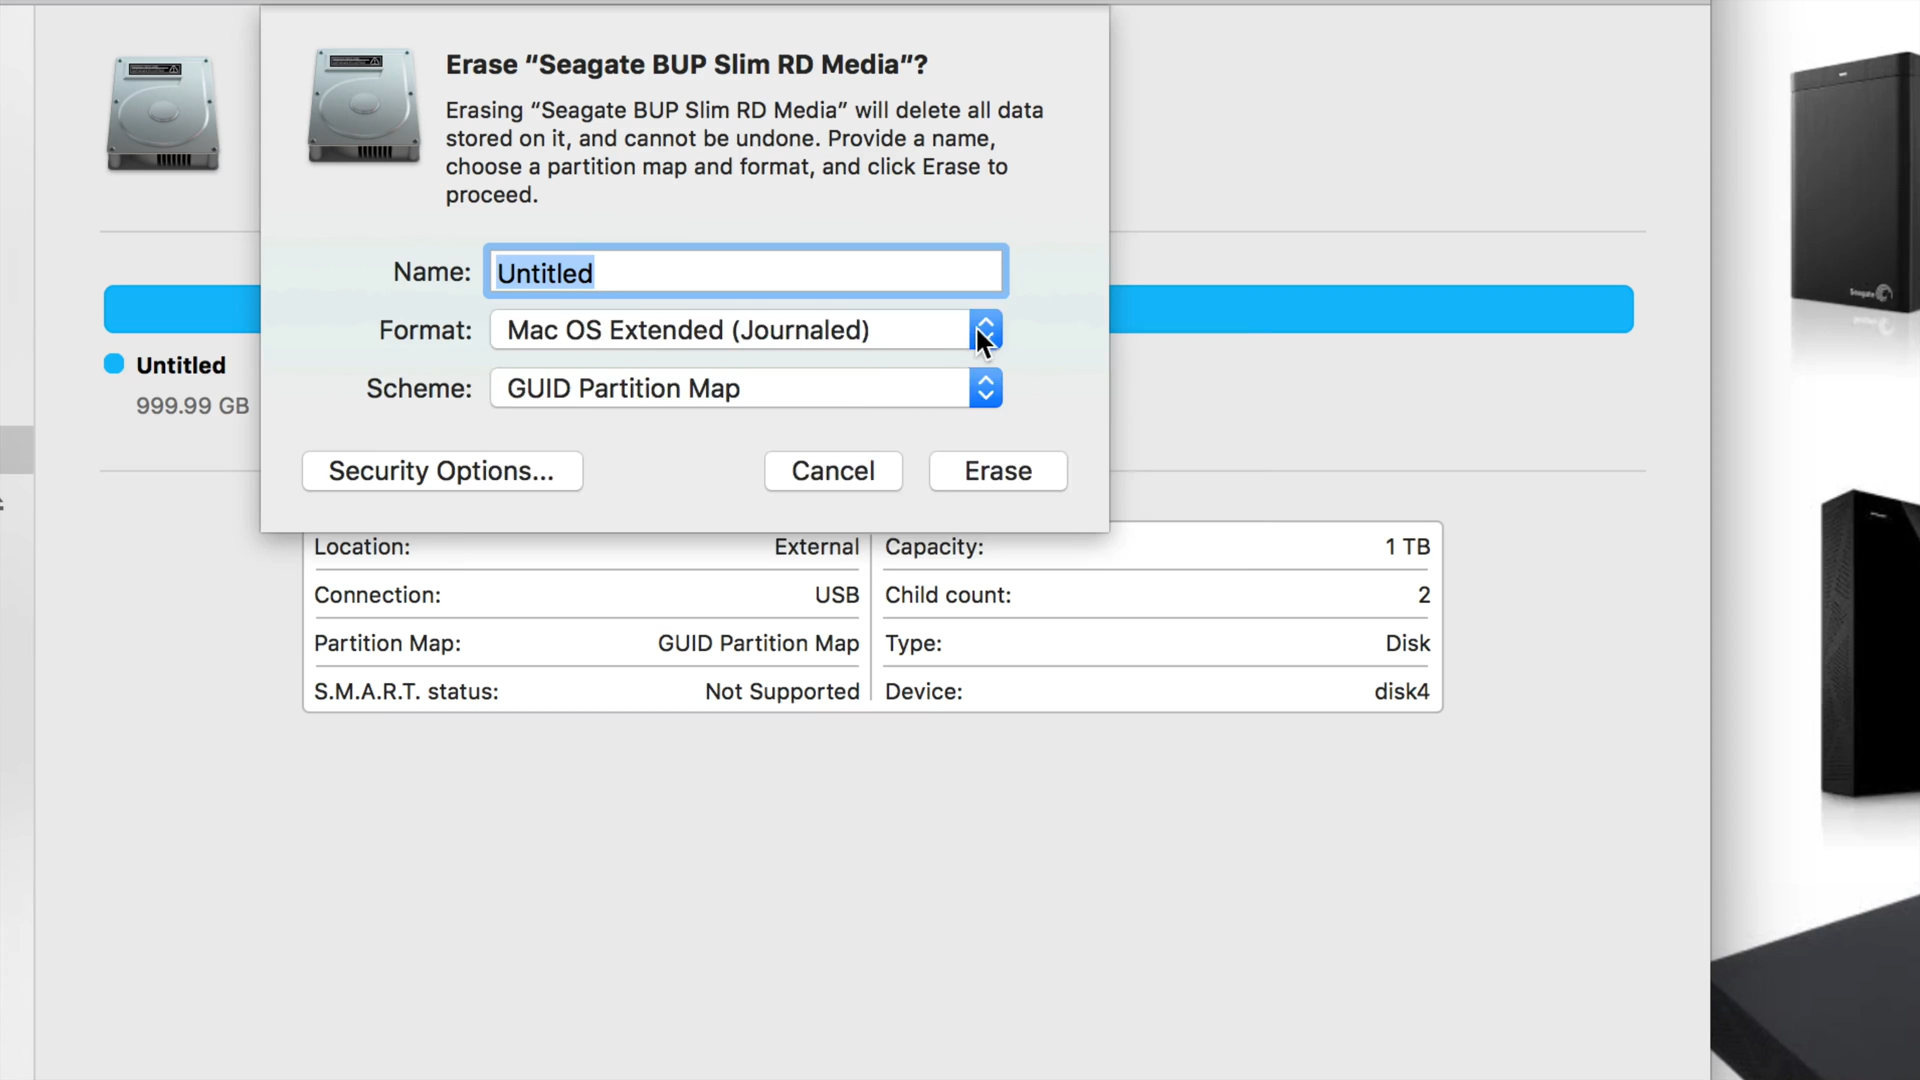 Erase “Seagate BUP Slim RD Media”?
Erasing “Seagate BUP Slim RD Media” will delete all data
stored on it, and cannot be undone. Provide a name,
choose a partition map and format, and click Erase to
proceed.
Name: Untitled
Format: Mac OS Extended (Journaled)
Scheme: GUID Partition Map
Security Options... Cancel Erase
Untitled
999.99 GB
Location: External Capacity: 1 TB
Connection: USB Child count: 2
Partition Map: GUID Partition Map Type: Disk
S.M.A.R.T. status: Not Supported Device: disk4
Seagate